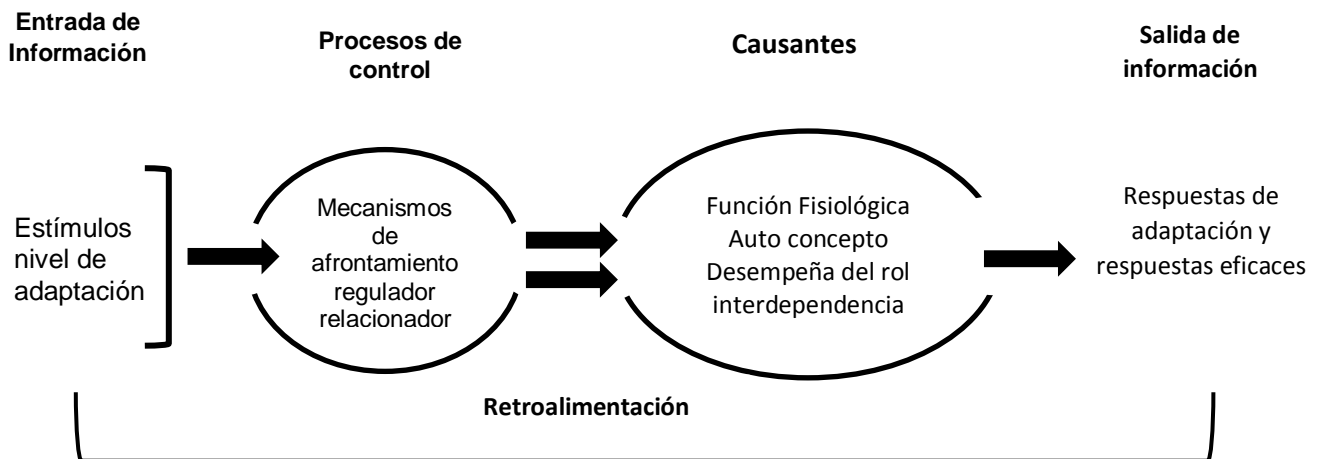 Entrada de
Información
Procesos de
control
Causantes
Salida de
información
Estímulos
nivel de
adaptación
Mecanismos
de
afrontamiento
regulador
relacionador
Función Fisiológica
Auto concepto
Desempeña del rol
interdependencia
Respuestas de
adaptación y
respuestas eficaces
Retroalimentación